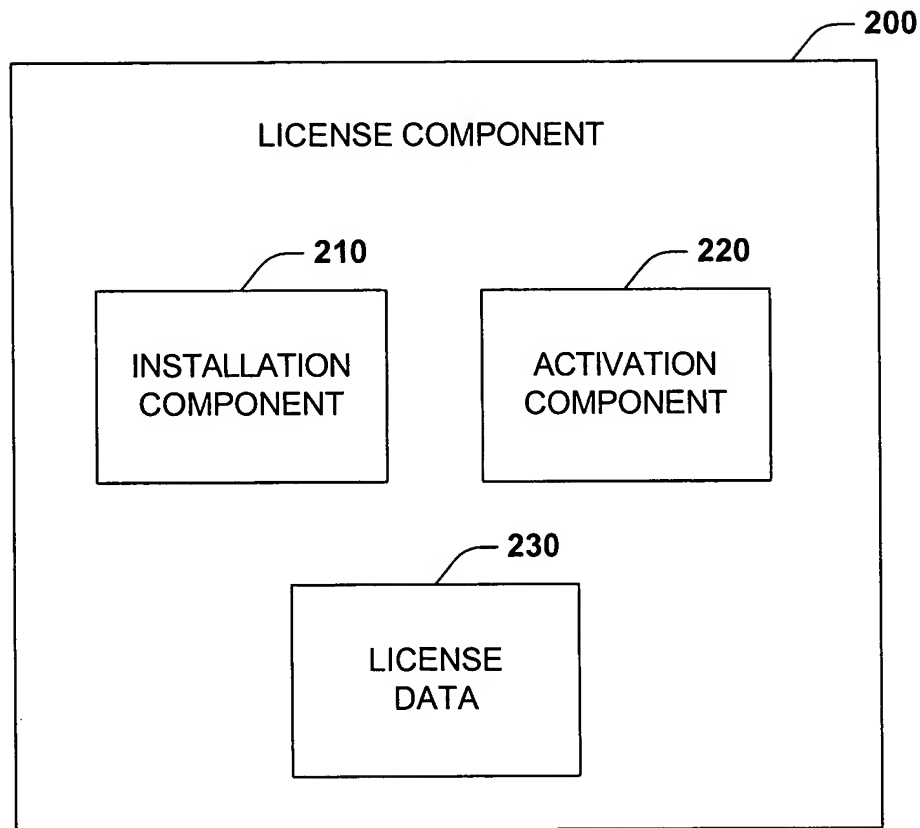 200
LICENSE COMPONENT
210
220
INSTALLATION
COMPONENT
ACTIVATION
COMPONENT
230
LICENSE
DATA